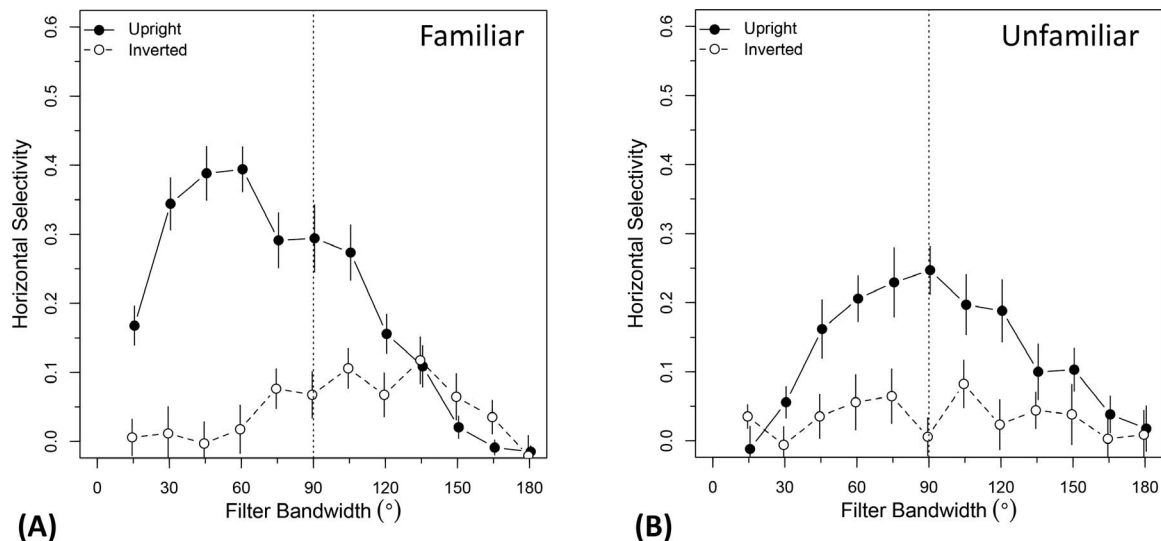 Upright
Inverted
Familiar
0.0 0.1 0.2 0.3 0.4 0.5 0.6
Horizontal Selectivity
0 30 60 90 120 150 180
Filter Bandwidth (°)
(A)
Upright
Inverted
Unfamiliar
0.0 0.1 0.2 0.3 0.4 0.5 0.6
Horizontal Selectivity
0 30 60 90 120 150 180
Filter Bandwidth (°)
(B)